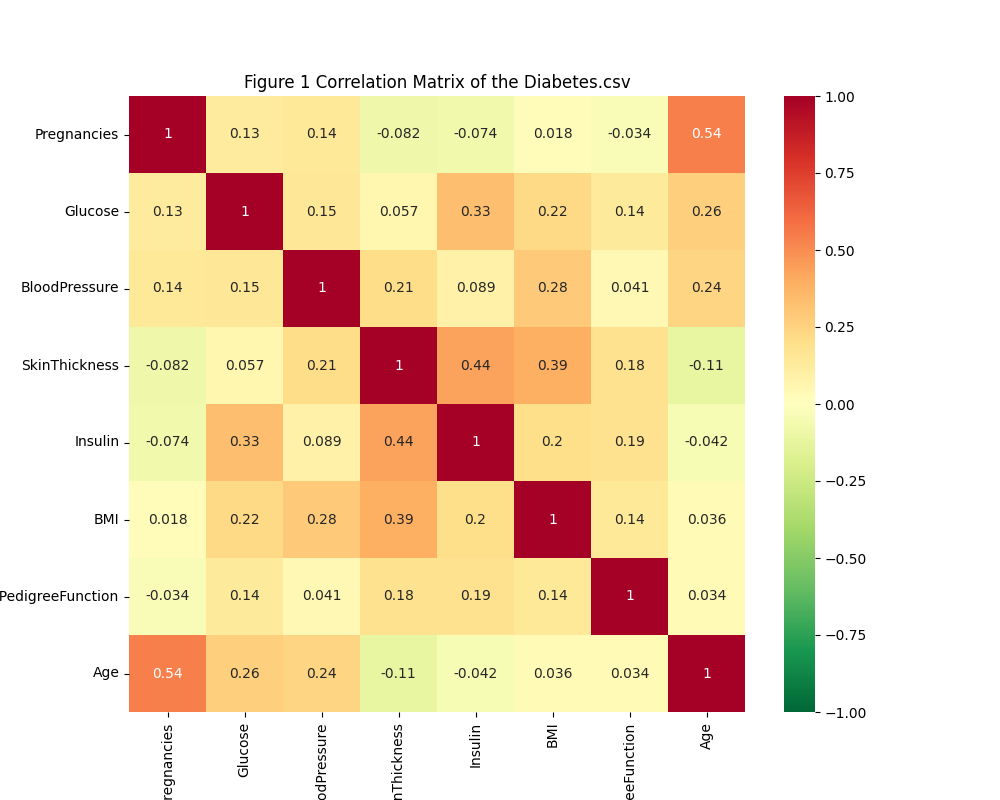 Figure 1 Correlation Matrix of the Diabetes.csv
Pregnancies 1 0.13 0.14 -0.082 -0.074 0.018 -0.034 0.54
Glucose 0.13 1 0.15 0.057 0.33 0.22 0.14 0.26
BloodPressure 0.14 0.15 1 0.21 0.089 0.28 0.041 0.24
SkinThickness -0.082 0.057 0.21 1 0.44 0.39 0.18 -0.11
Insulin -0.074 0.33 0.089 0.44 1 0.2 0.19 -0.042
BMI 0.018 0.22 0.28 0.39 0.2 1 0.14 0.036
PedigreeFunction -0.034 0.14 0.041 0.18 0.19 0.14 1 0.034
Age 0.54 0.26 0.24 -0.11 -0.042 0.036 0.034 1
regnancies
Glucose
odPressure
nThickness
Insulin
BMI
eeFunction
Age
1.00
0.75
0.50
0.25
0.00
−0.25
−0.50
−0.75
−1.00